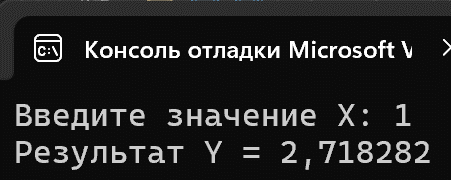 Консоль отладки Microsoft V
Введите значение X: 1
Результат Y = 2,718282